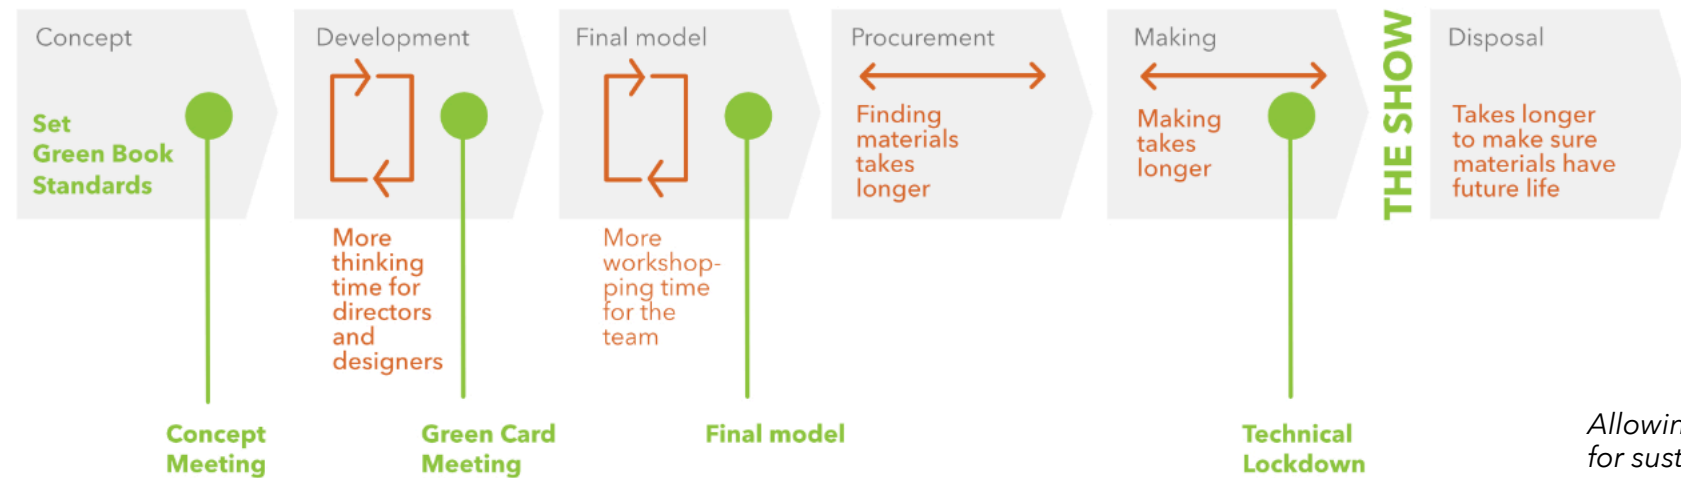 Concept
Set
Green Book
Standards
Concept
Meeting
Development
More
thinking
time for
directors
and
designers
Green Card
Meeting
Final model
More
workshop-
ping time
for the
team
Final model
Procurement
Finding
materials
takes
longer
Making
Making
takes
longer
Technical
Lockdown
THE SHOW
Disposal
Takes longer
to make sure
materials have
future life
for